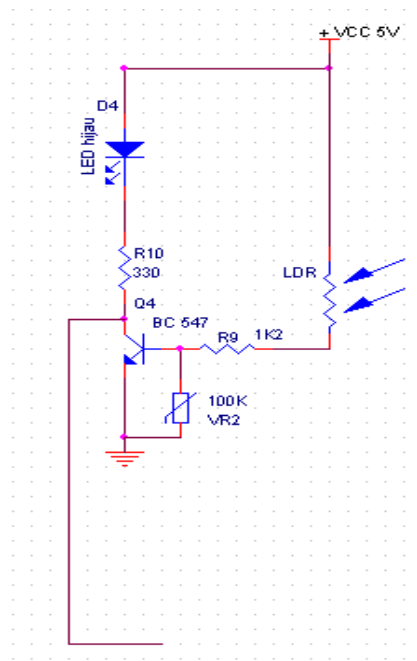 + VCC 5V
D4
LED hijau
R10
330
LDR
Q4
BC 547
R9
1K2
100K
VR2